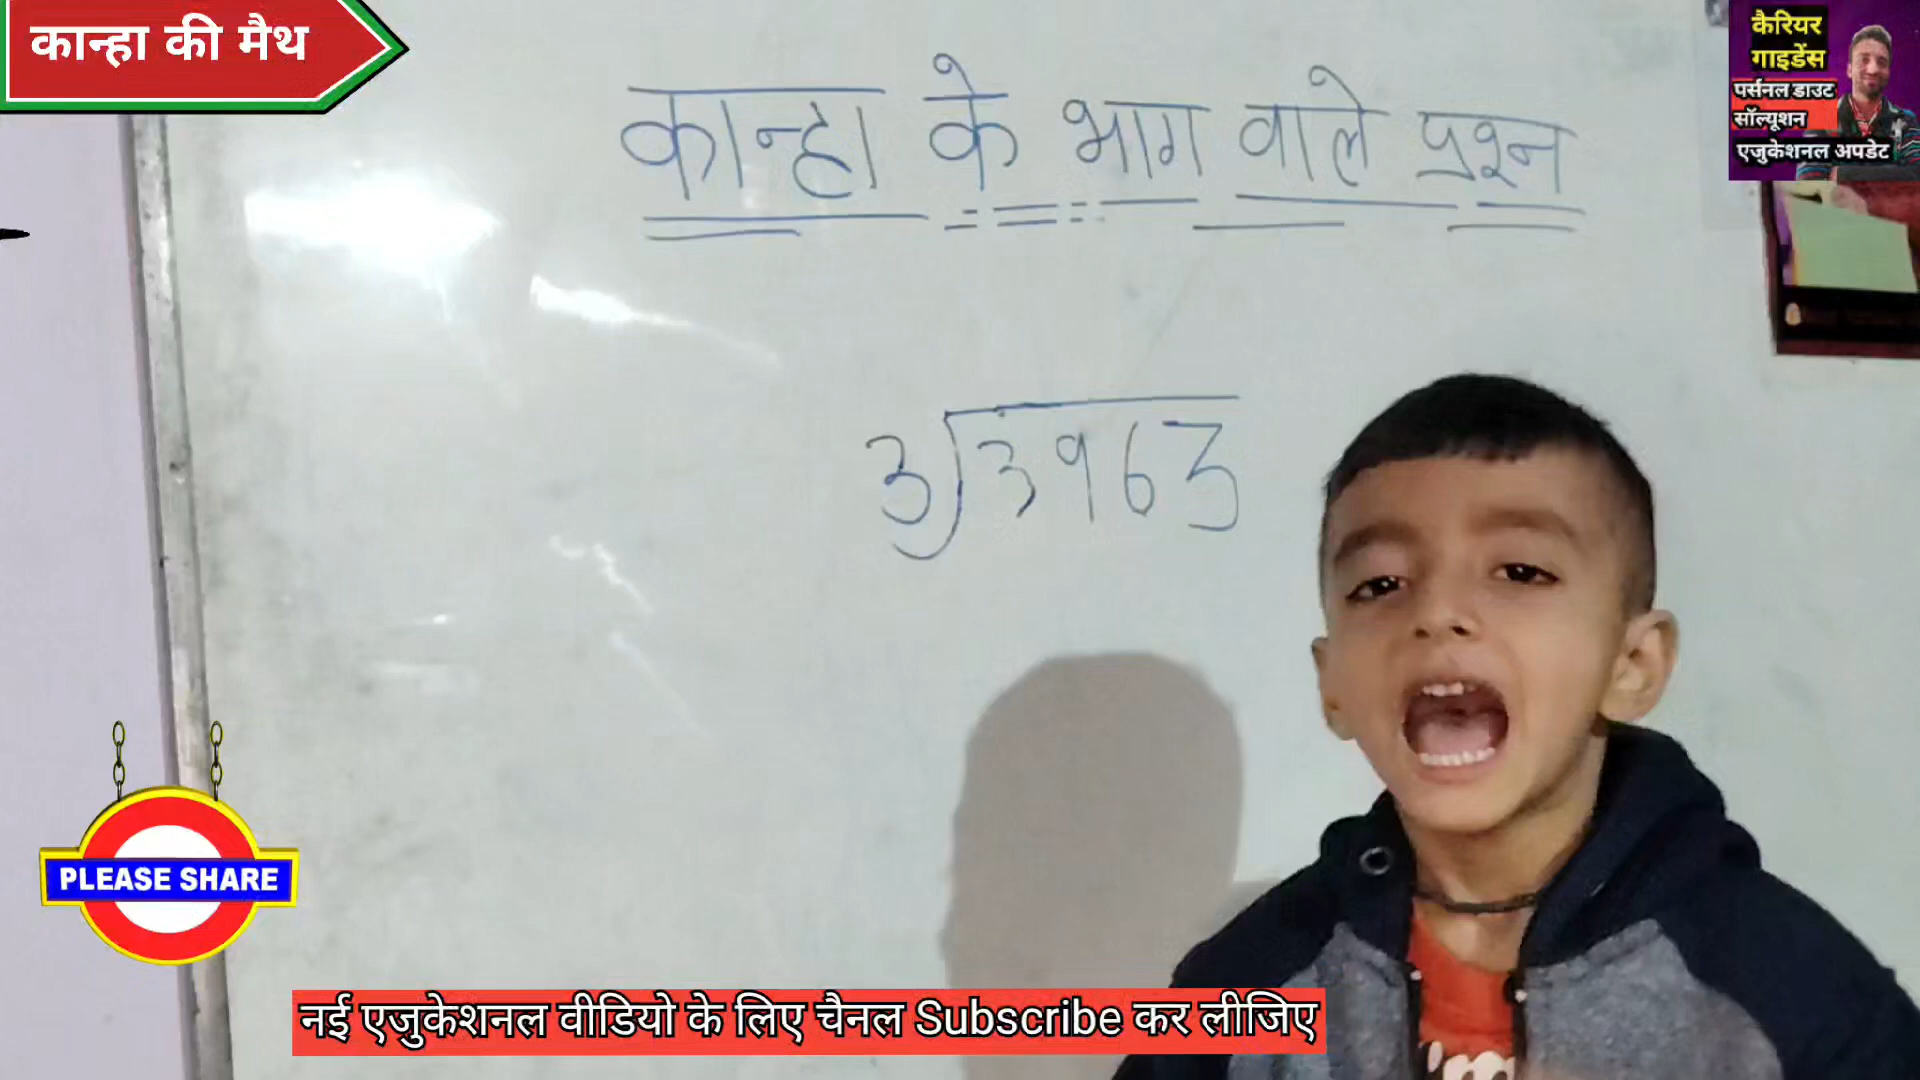 कान्हा की मैथ
कैरियर
गाइडेंस
पर्सनल डाउट
सॉल्यूशन
एजुकेशनल अपडेट
कान्हा के भाग वाले प्रश्न
3)3963
PLEASE SHARE
नई एजुकेशनल वीडियो के लिए चैनल Subscribe कर लीजिए